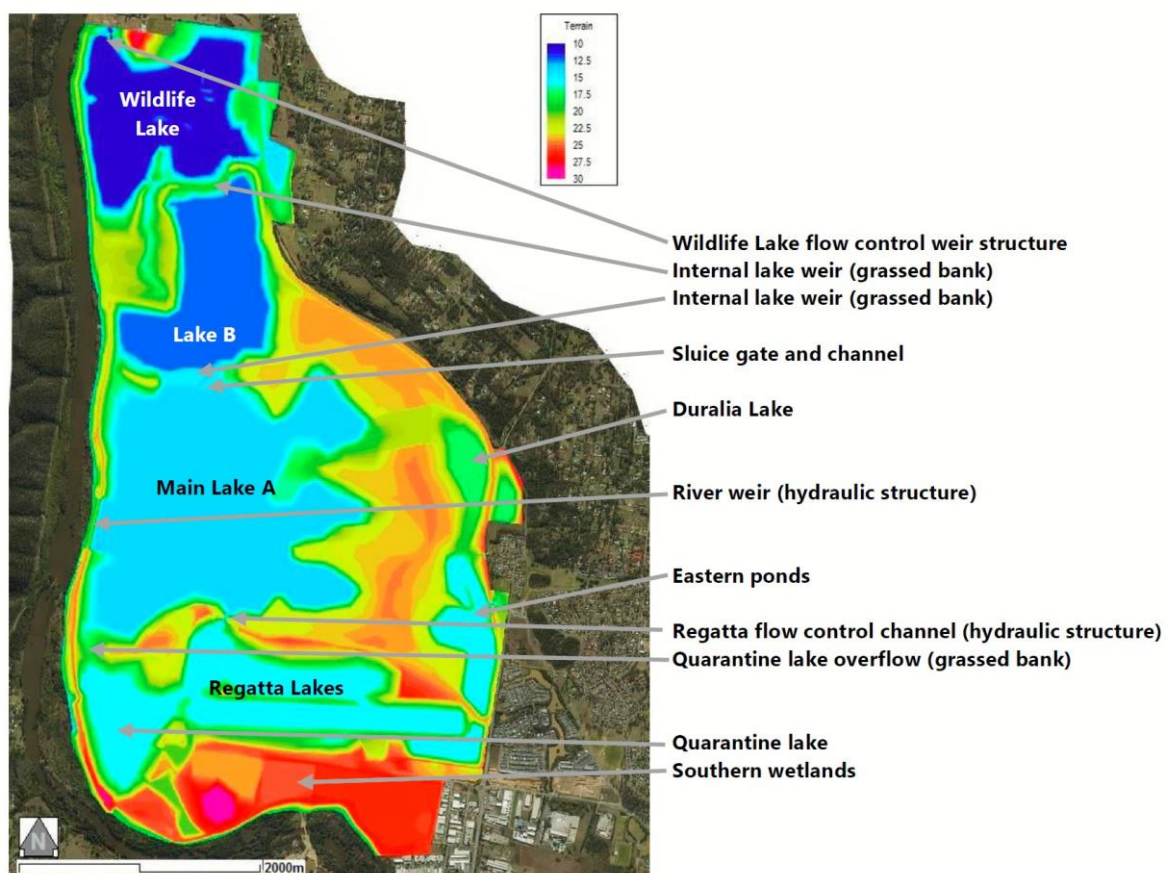 Terrain
10
12.5
15
17.5
20
22.5
25
27.5
30
Wildlife
Lake
Wildlife Lake flow control weir structure
Internal lake weir (grassed bank)
Internal lake weir (grassed bank)
Lake B
Sluice gate and channel
Duralia Lake
Main Lake A
River weir (hydraulic structure)
Eastern ponds
Regatta flow control channel (hydraulic structure)
Quarantine lake overflow (grassed bank)
Regatta Lakes
Quarantine lake
Southern wetlands
N
2000m